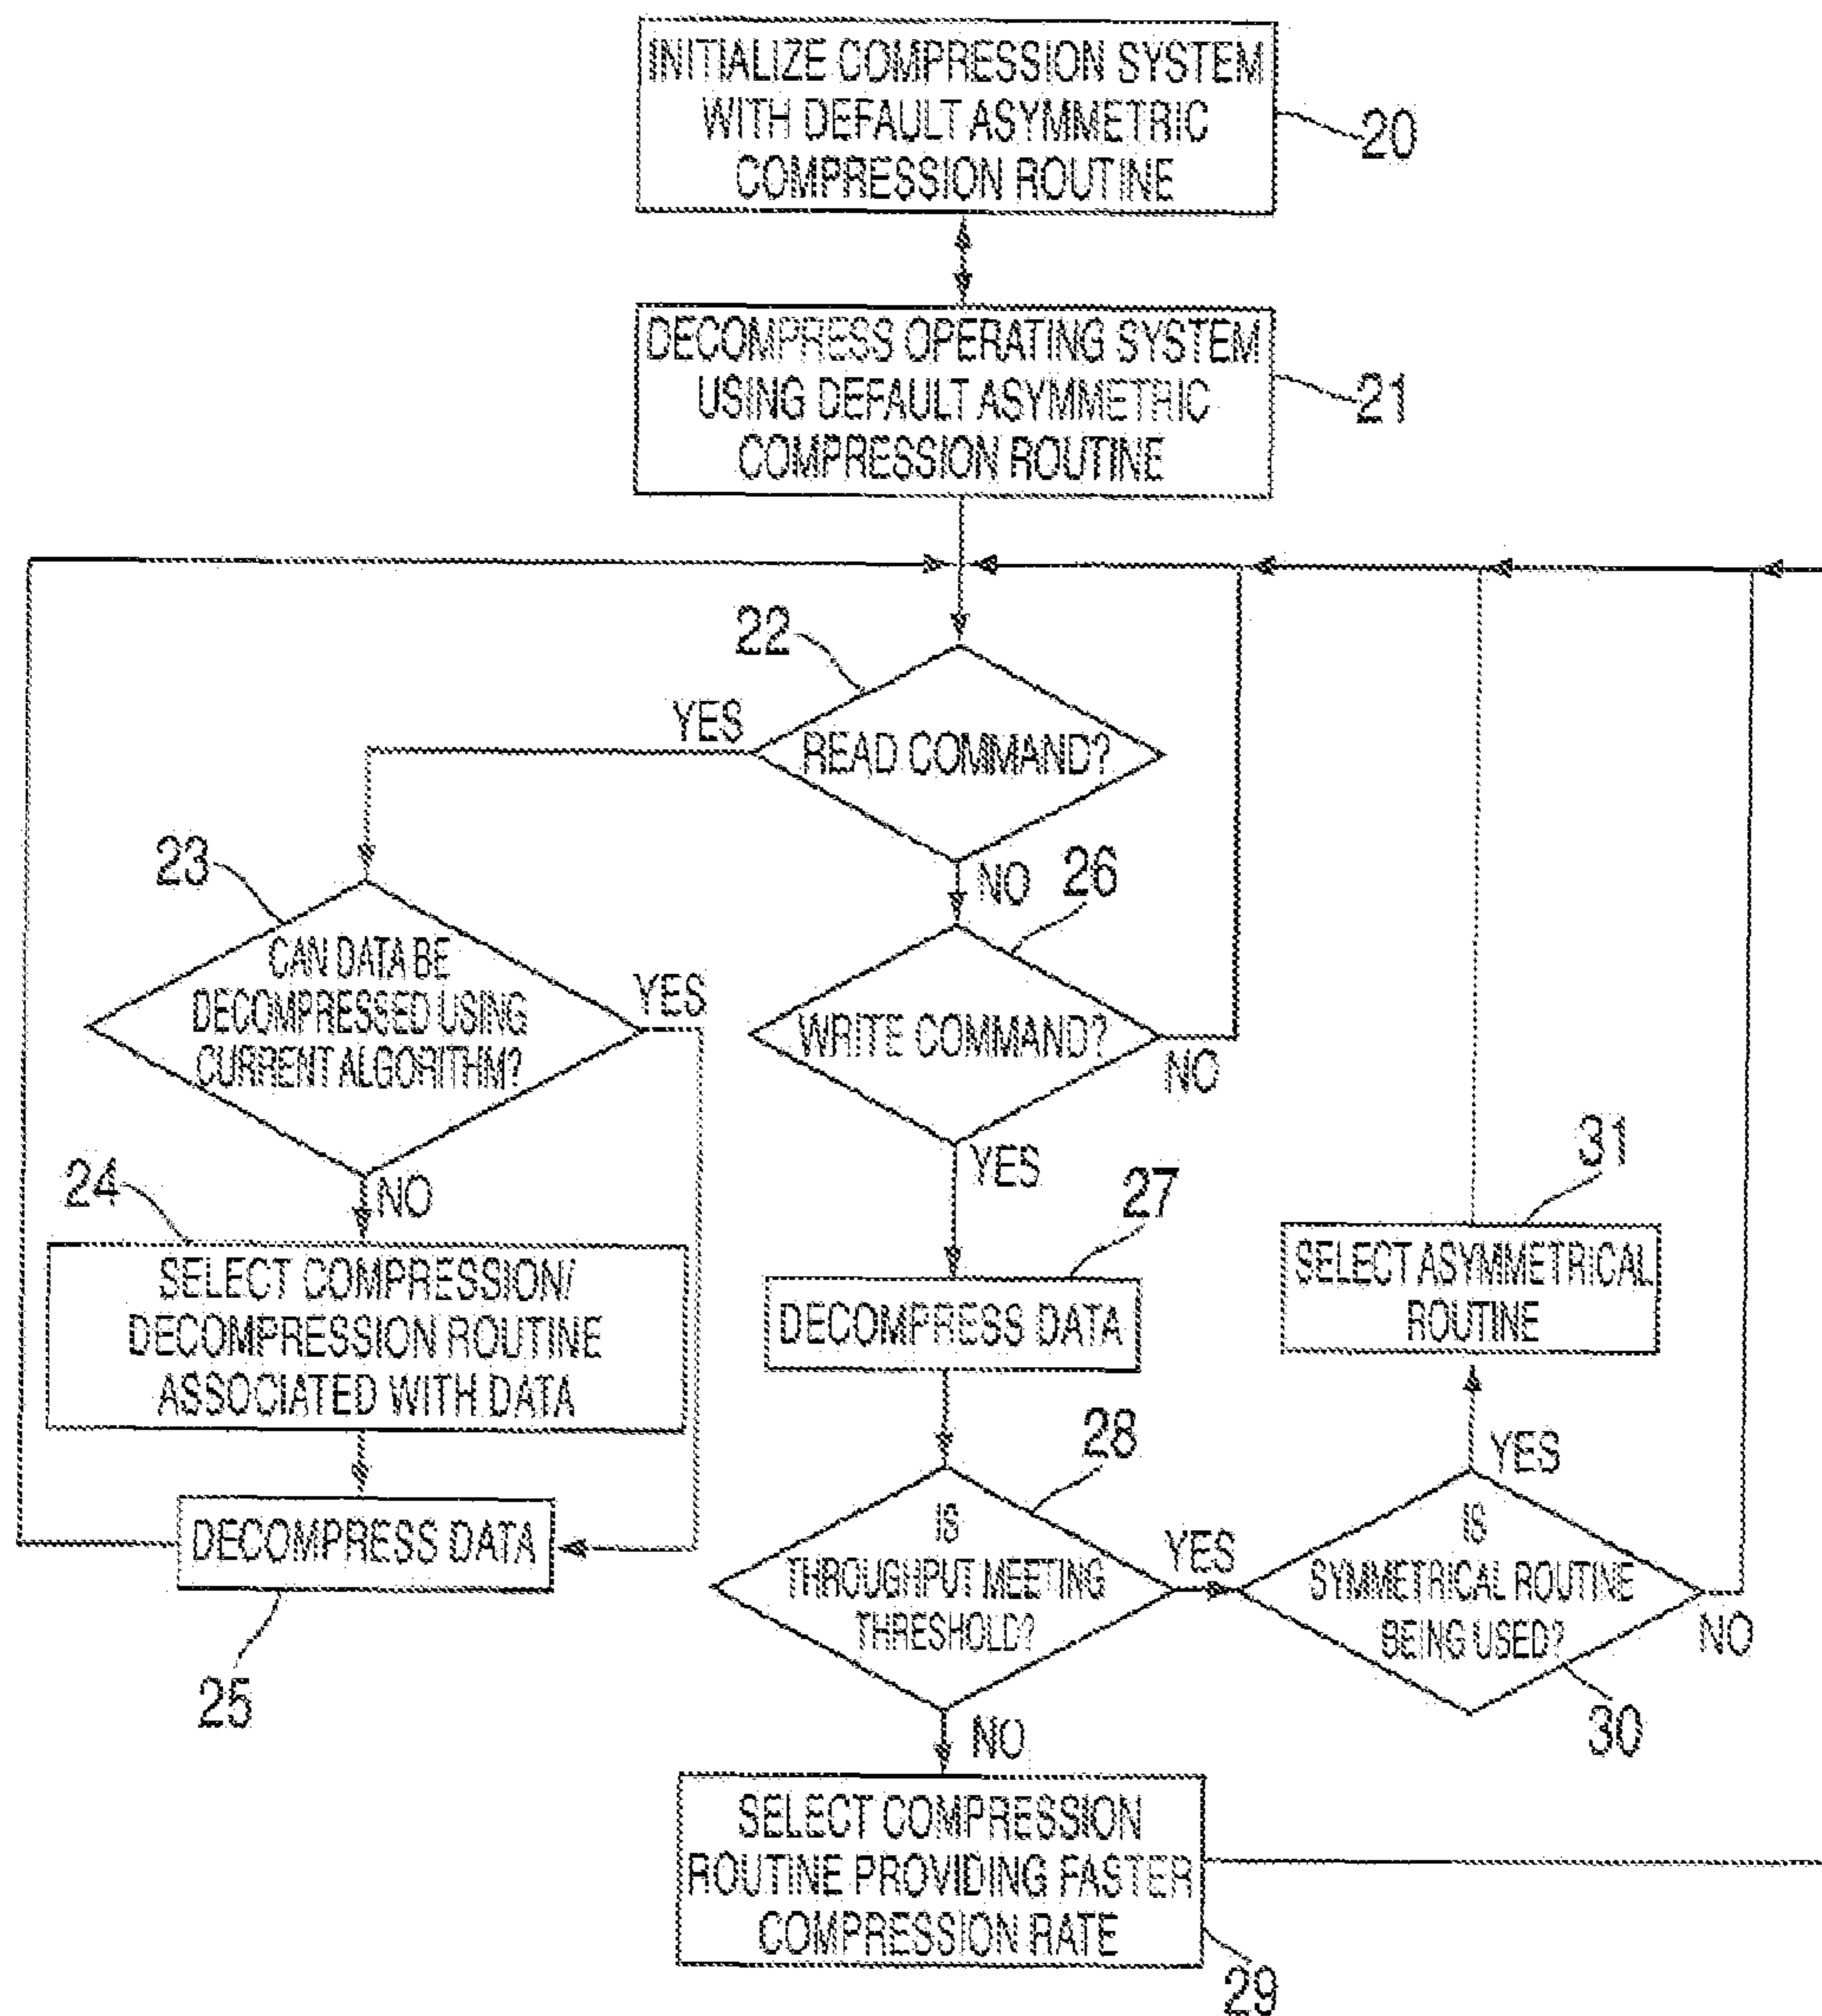 INITIALIZE COMPRESSION SYSTEM
WITH DEFAULT ASYMMETRIC
COMPRESSION ROUTINE
20
DECOMPRESS OPERATING SYSTEM
USING DEFAULT ASYMMETRIC
COMPRESSION ROUTINE
21
22
YES
READ COMMAND?
NO
23
CAN DATA BE
DECOMPRESSED USING
CURRENT ALGORITHM?
YES
NO
26
WRITE COMMAND?
NO
YES
24
SELECT COMPRESSION/
DECOMPRESSION ROUTINE
ASSOCIATED WITH DATA
27
DECOMPRESS DATA
31
SELECT ASYMMETRICAL
ROUTINE
DECOMPRESS DATA
25
28
IS
THROUGHPUT MEETING
THRESHOLD?
YES
NO
YES
IS
SYMMETRICAL ROUTINE
BEING USED?
NO
30
SELECT COMPRESSION
ROUTINE PROVIDING FASTER
COMPRESSION RATE
29